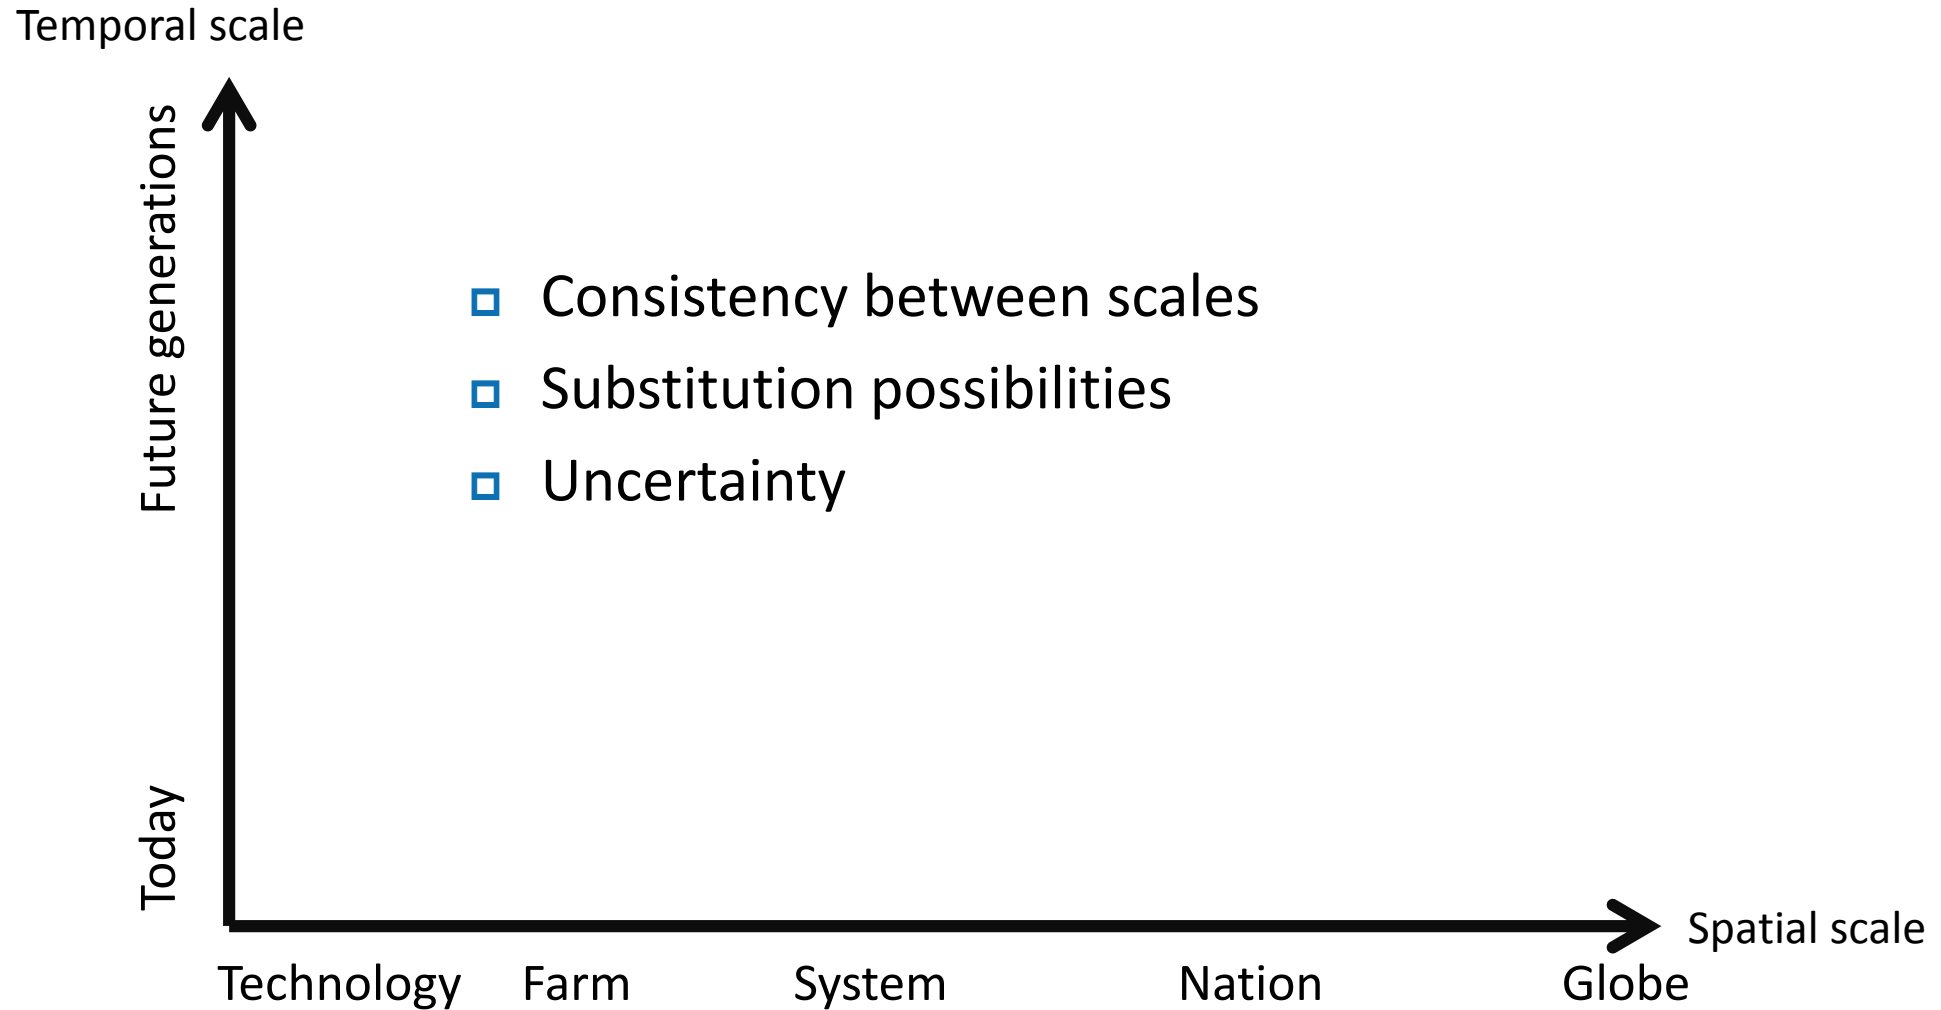 Temporal scale
Future generations
Consistency between scales
Substitution possibilities
Uncertainty
Today
Spatial scale
Technology Farm System Nation Globe